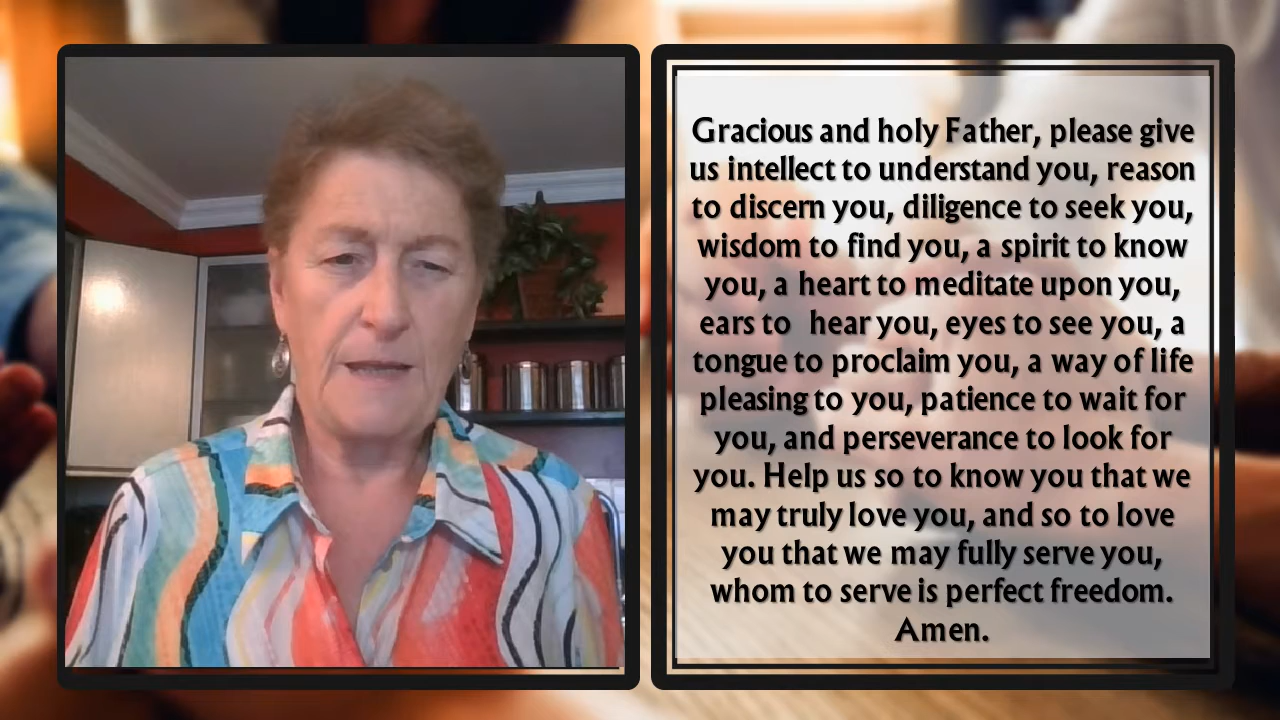 Gracious and holy Father, please give
us intellect to understand you, reason
to discern you, diligence to seek you,
wisdom to find you, a spirit to know
you, a heart to meditate upon you,
ears to  hear you, eyes to see you, a
tongue to proclaim you, a way of life
pleasing to you, patience to wait for
you, and perseverance to look for
you. Help us so to know you that we
may truly love you, and so to love
you that we may fully serve you,
whom to serve is perfect freedom.
Amen.